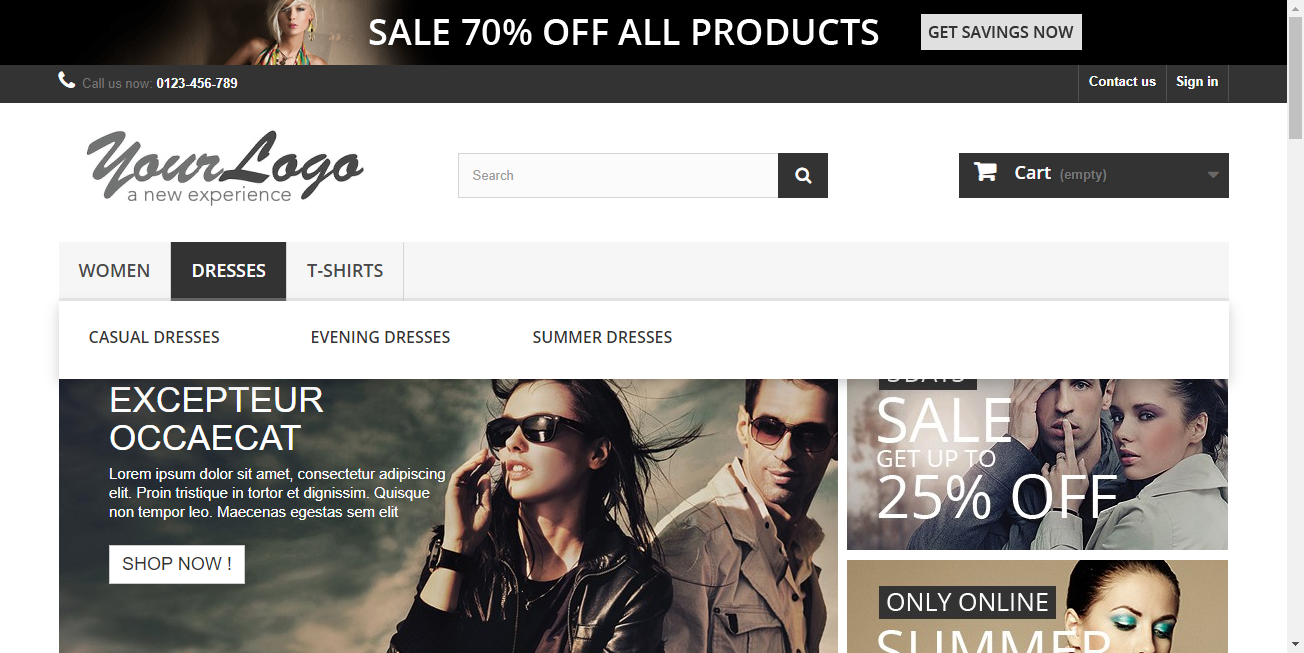 SALE 70% OFF ALL PRODUCTS
GET SAVINGS NOW
Call us now: 0123-456-789
Contact us
Sign in
YourLogo
a new experience
Search
Cart (empty)
WOMEN
DRESSES
T-SHIRTS
CASUAL DRESSES
EVENING DRESSES
SUMMER DRESSES
EXCEPTEUR
OCCAECAT
Lorem ipsum dolor sit amet, consectetur adipiscing
elit. Proin tristique in tortor et dignissim. Quisque
non tempor leo. Maecenas egestas sem elit
SHOP NOW !
SALE
GET UP TO
25% OFF
ONLY ONLINE
SUMMER